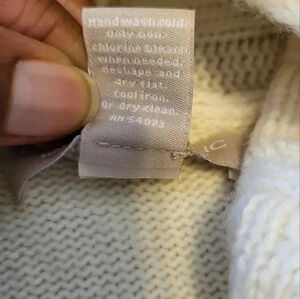 Hand wash cold.
Only non-
chlorine bleach,
when needed.
Reshape and
dry flat.
Cool iron.
Or dry clean.
RN 54023
IC